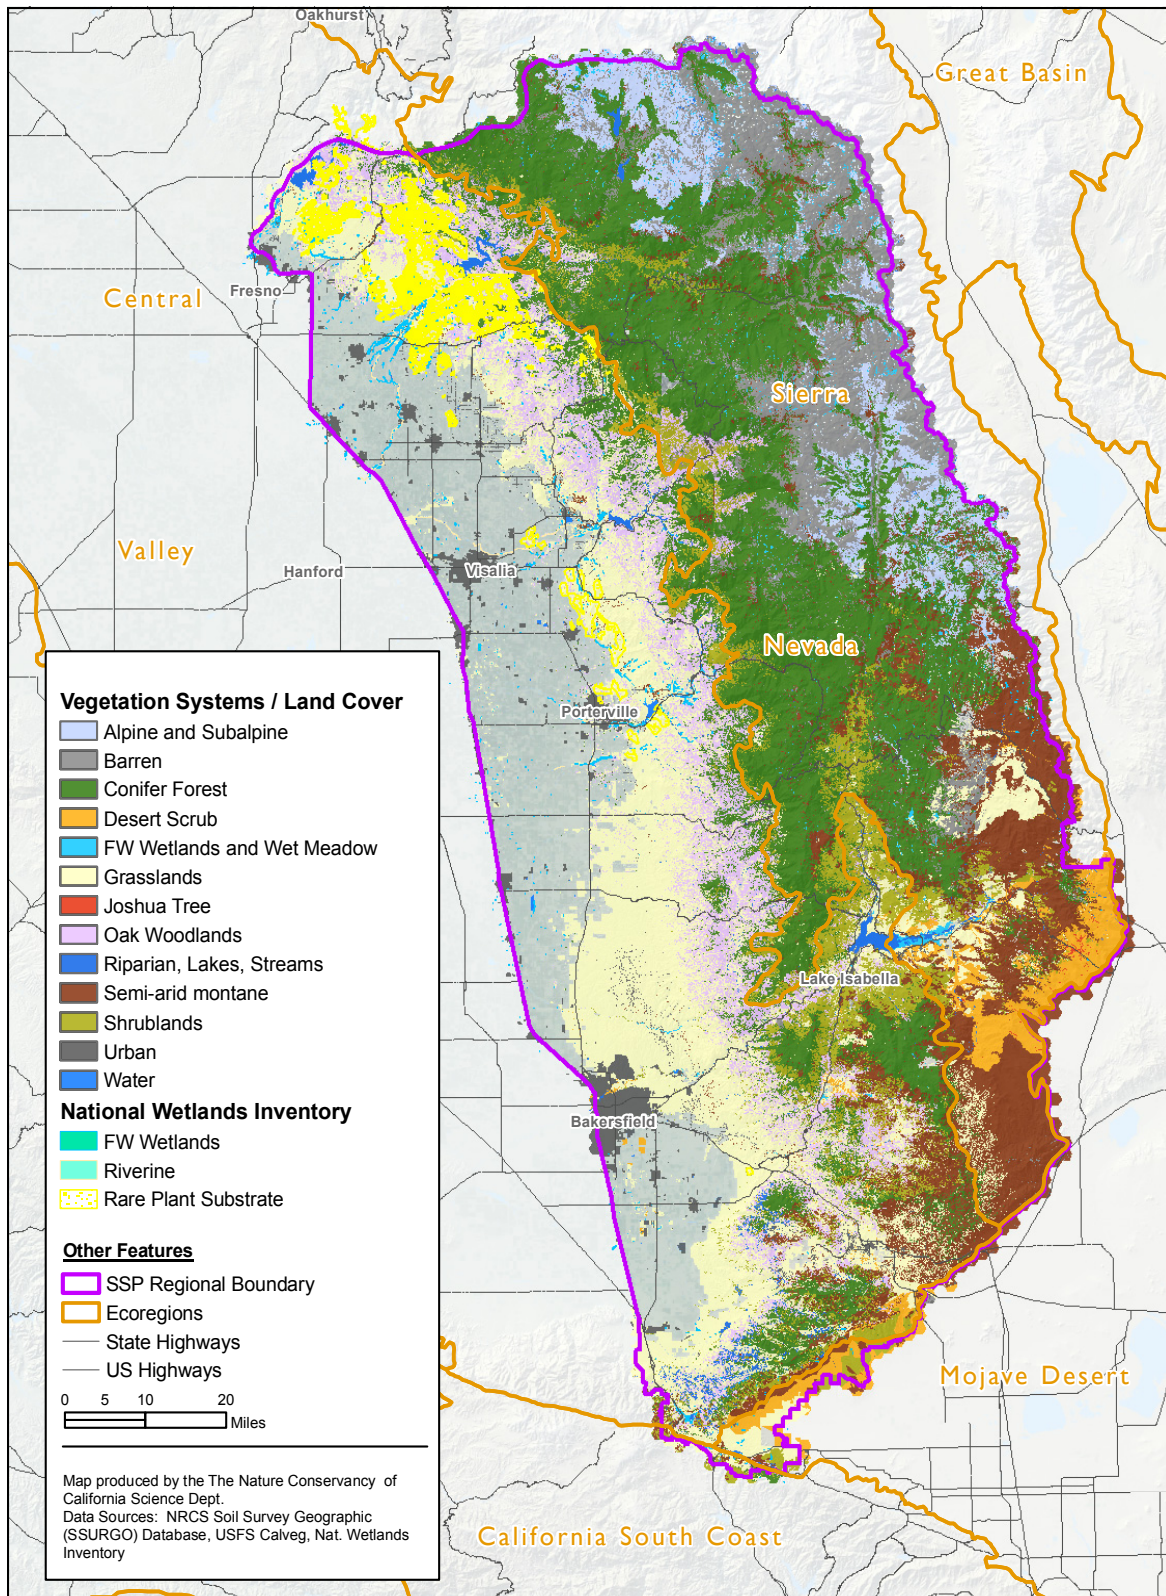 Oakhurst
Great Basin
Central
Fresno
Sierra
Valley
Hanford
Visalia
Nevada
Porterville
Lake Isabella
Bakersfield
Mojave Desert
California South Coast
Vegetation Systems / Land Cover
Alpine and Subalpine
Barren
Conifer Forest
Desert Scrub
FW Wetlands and Wet Meadow
Grasslands
Joshua Tree
Oak Woodlands
Riparian, Lakes, Streams
Semi-arid montane
Shrublands
Urban
Water
National Wetlands Inventory
FW Wetlands
Riverine
Rare Plant Substrate
Other Features
SSP Regional Boundary
Ecoregions
State Highways
US Highways
0 5 10 20
Miles
Map produced by the The Nature Conservancy of
California Science Dept.
Data Sources: NRCS Soil Survey Geographic
(SSURGO) Database, USFS Calveg, Nat. Wetlands
Inventory